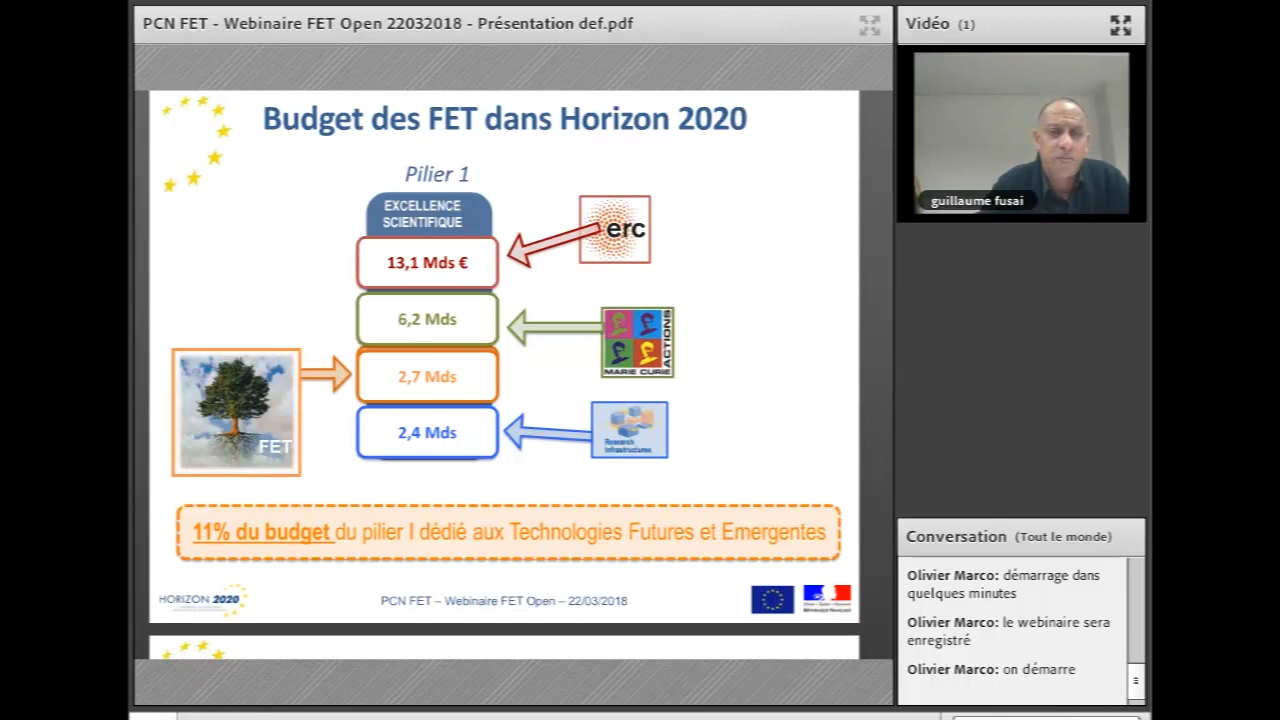 PCN FET - Webinaire FET Open 22032018 - Présentation def.pdf
Budget des FET dans Horizon 2020
Pilier 1
EXCELLENCE
SCIENTIFIQUE
13,1 Mds €
erc
6,2 Mds
MARIE CURIE
ACTIONS
2,7 Mds
FET
2,4 Mds
Research
Infrastructures
11% du budget du pilier I dédié aux Technologies Futures et Emergentes
HORIZON 2020
PCN FET – Webinaire FET Open – 22/03/2018
Vidéo (1)
guillaume fusai
Conversation (Tout le monde)
Olivier Marco: démarrage dans
quelques minutes
Olivier Marco: le webinaire sera
enregistré
Olivier Marco: on démarre